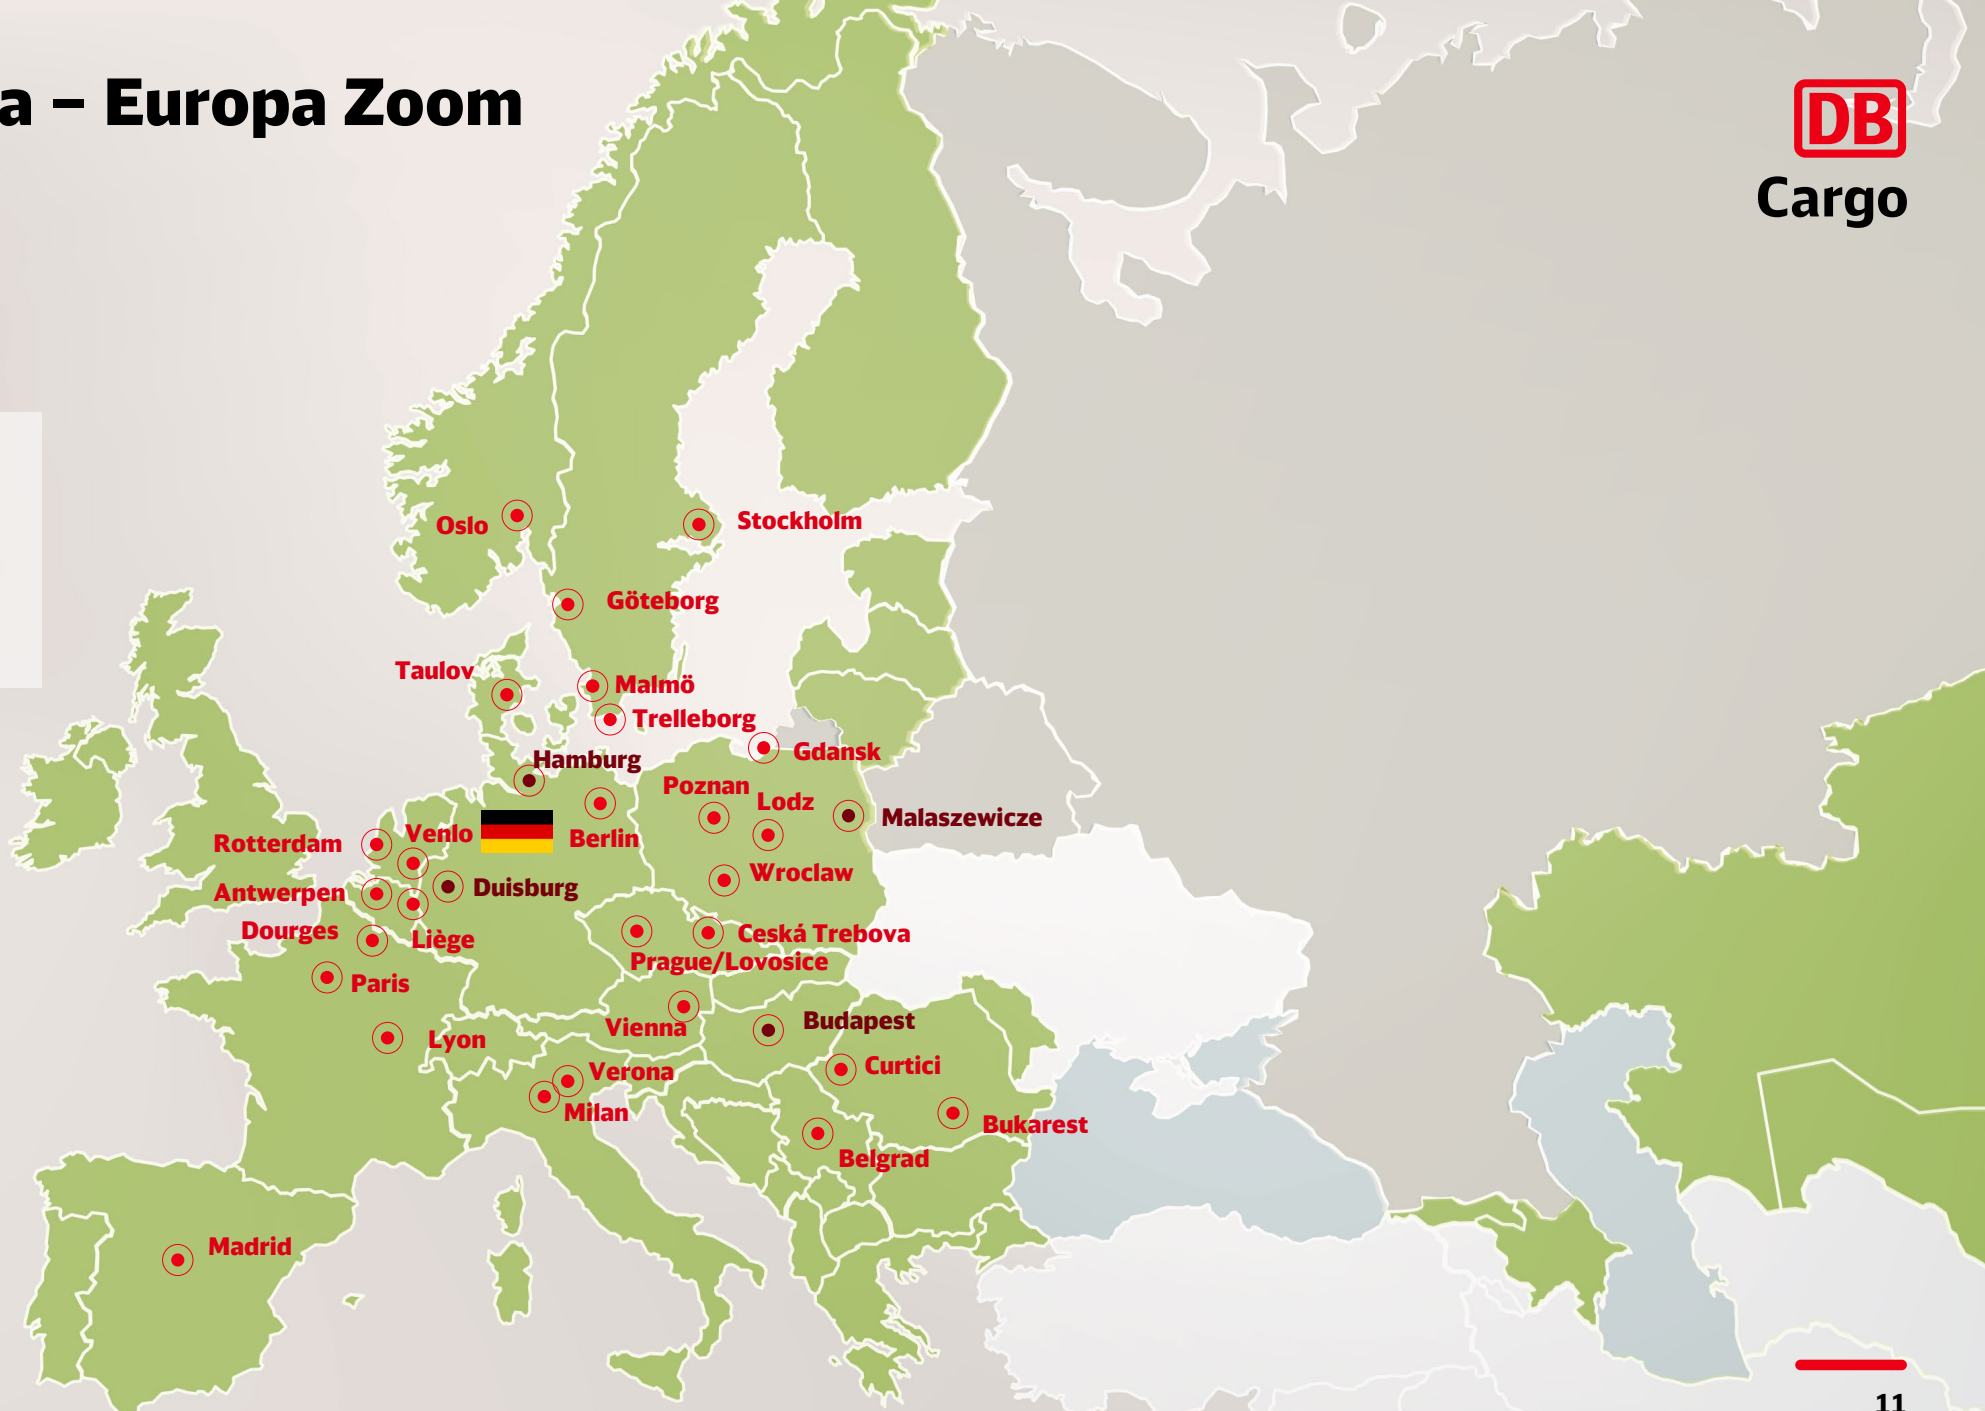 a – Europa Zoom
DB
Cargo
Oslo
Stockholm
Göteborg
Taulov
Malmö
Trelleborg
Gdansk
Hamburg
Poznan
Lodz
Malaszewicze
Rotterdam
Venlo
Berlin
Wroclaw
Antwerpen
Duisburg
Dourges
Liège
Ceská Trebova
Prague/Lovosice
Paris
Vienna
Budapest
Lyon
Curtici
Verona
Milan
Bukarest
Belgrad
Madrid
11